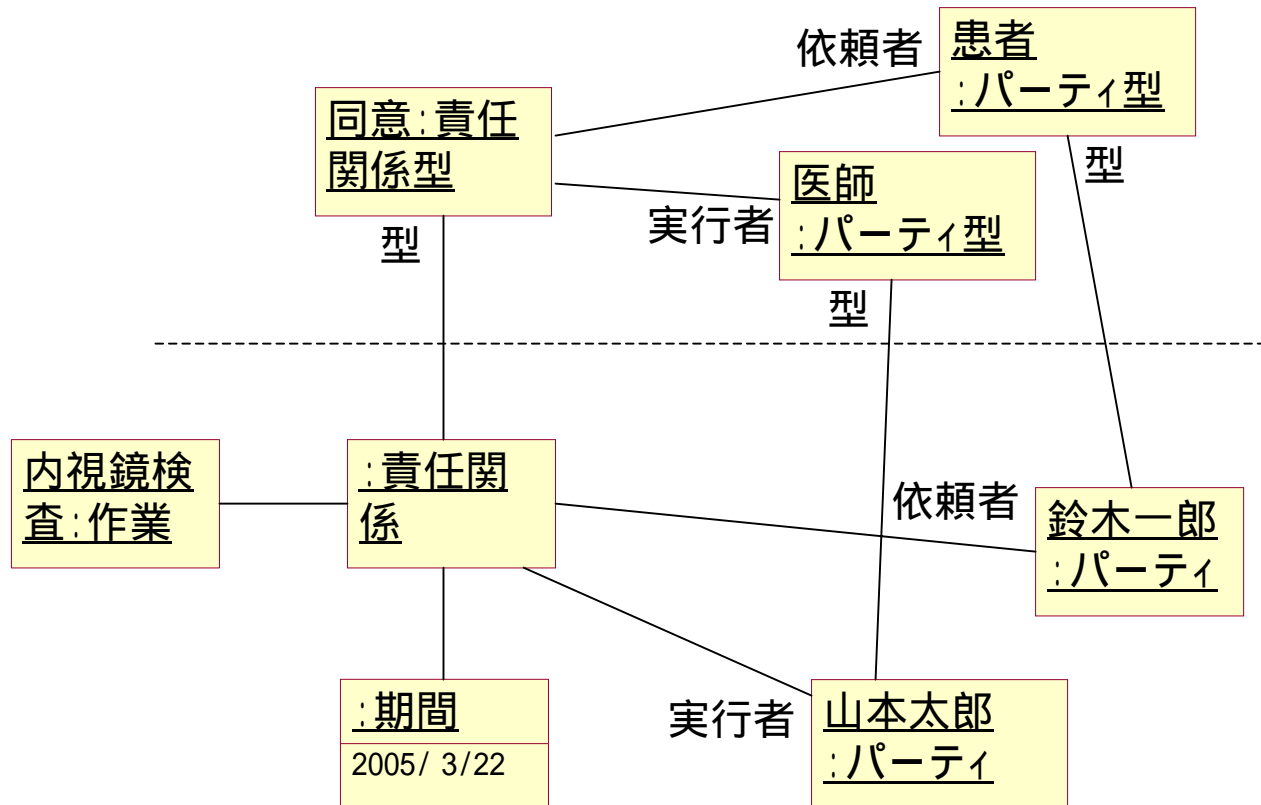 依頼者
患者
:パーティ型
同意:責任
関係型
医師
:パーティ型
実行者
型
型
型
内視鏡検
査:作業
:責任関
係
依頼者
鈴木一郎
:パーティ
:期間
2005/ 3/22
実行者
山本太郎
:パーティ